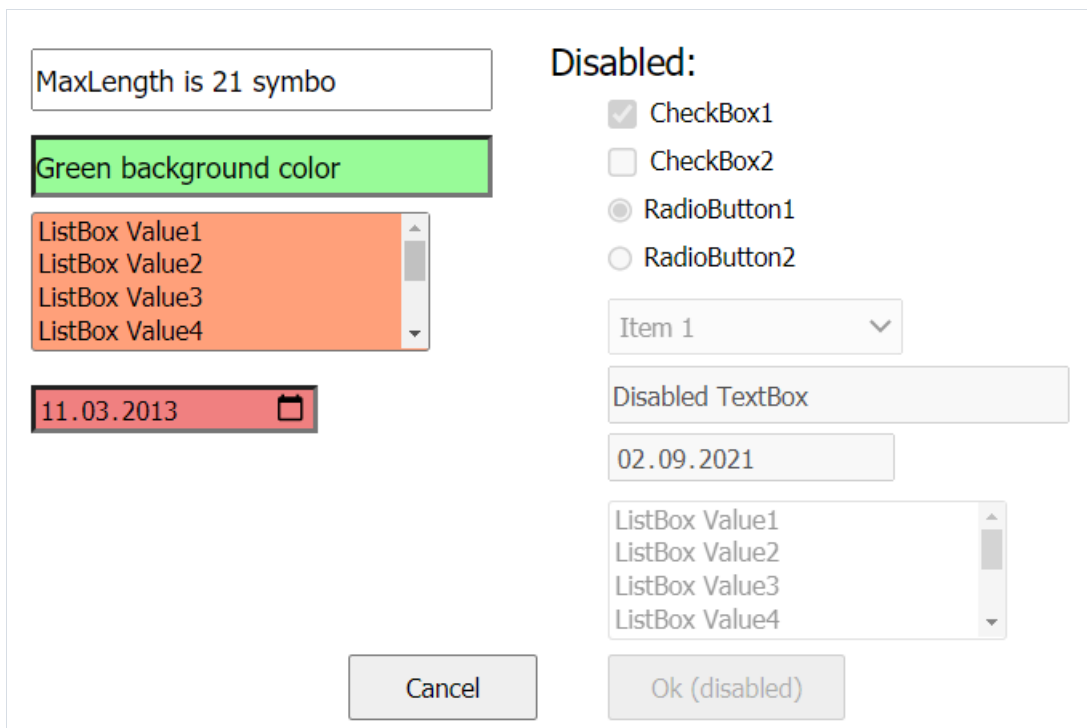 MaxLength is 21 symbo
Green background color
ListBox Value1
ListBox Value2
ListBox Value3
ListBox Value4
11.03.2013
Disabled:
CheckBox1
CheckBox2
RadioButton1
RadioButton2
Item 1
Disabled TextBox
02.09.2021
ListBox Value1
ListBox Value2
ListBox Value3
ListBox Value4
Cancel
Ok (disabled)